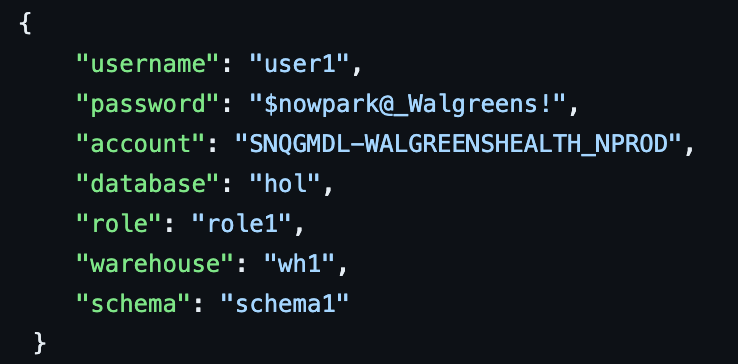 {
"username": "user1",
"password": "$nowpark@_Walgreens!",
"account": "SNQGMDL-WALGREENSHEALTH_NPROD",
"database": "hol",
"role": "role1",
"warehouse": "wh1",
"schema": "schema1"
}